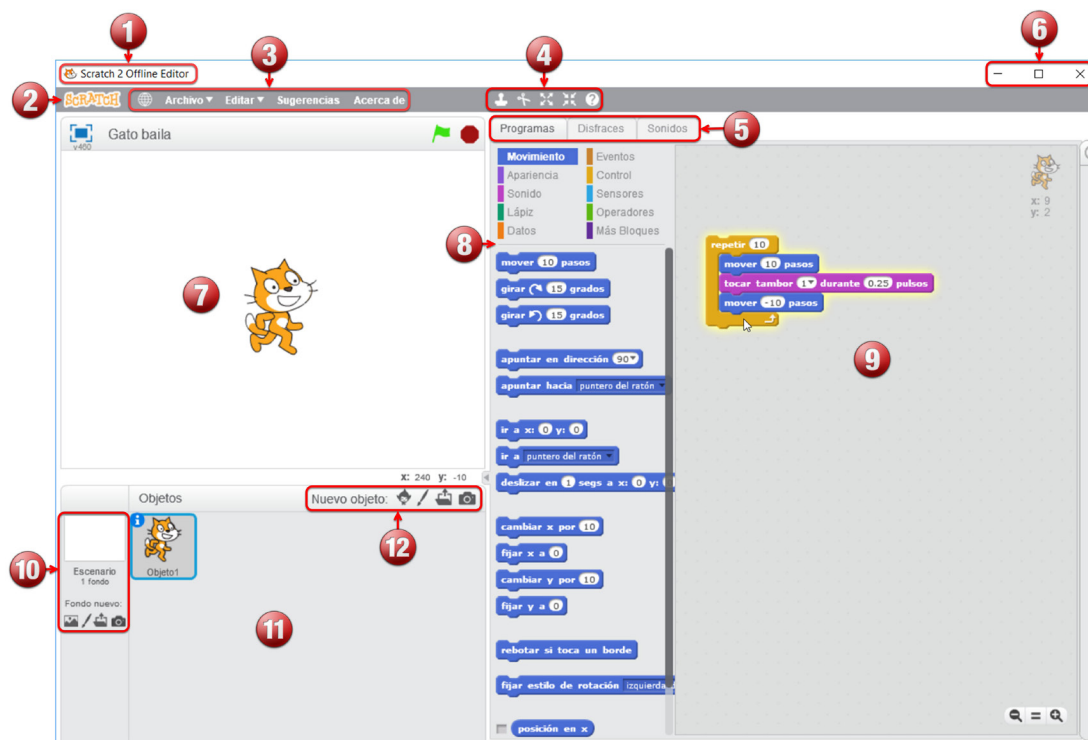 1
6
3
4
Scratch 2 Offline Editor
2
SCRATCH
Archivo Editar Sugerencias Acerca de
?
5
Gato baila
v460
Programas Disfraces Sonidos
Movimiento
Apariencia
Sonido
Lápiz
Datos
Eventos
Control
Sensores
Operadores
Más Bloques
8
mover 10 pasos
girar 15 grados
girar 15 grados
apuntar en dirección 90
apuntar hacia puntero del ratón
ir a x: 0 y: 0
ir a puntero del ratón
deslizar en 1 segs a x: 0 y:
cambiar x por 10
fijar x a 0
cambiar y por 10
fijar y a 0
rebotar si toca un borde
fijar estilo de rotación izquierda
posición en x
x: 9
y: 2
repetir 10
mover 10 pasos
tocar tambor 1 durante 0.25 pulsos
mover -10 pasos
9
7
x: 240 y: -10
Objetos
Nuevo objeto:
12
10
Escenario
1 fondo
Fondo nuevo:
Objeto1
11